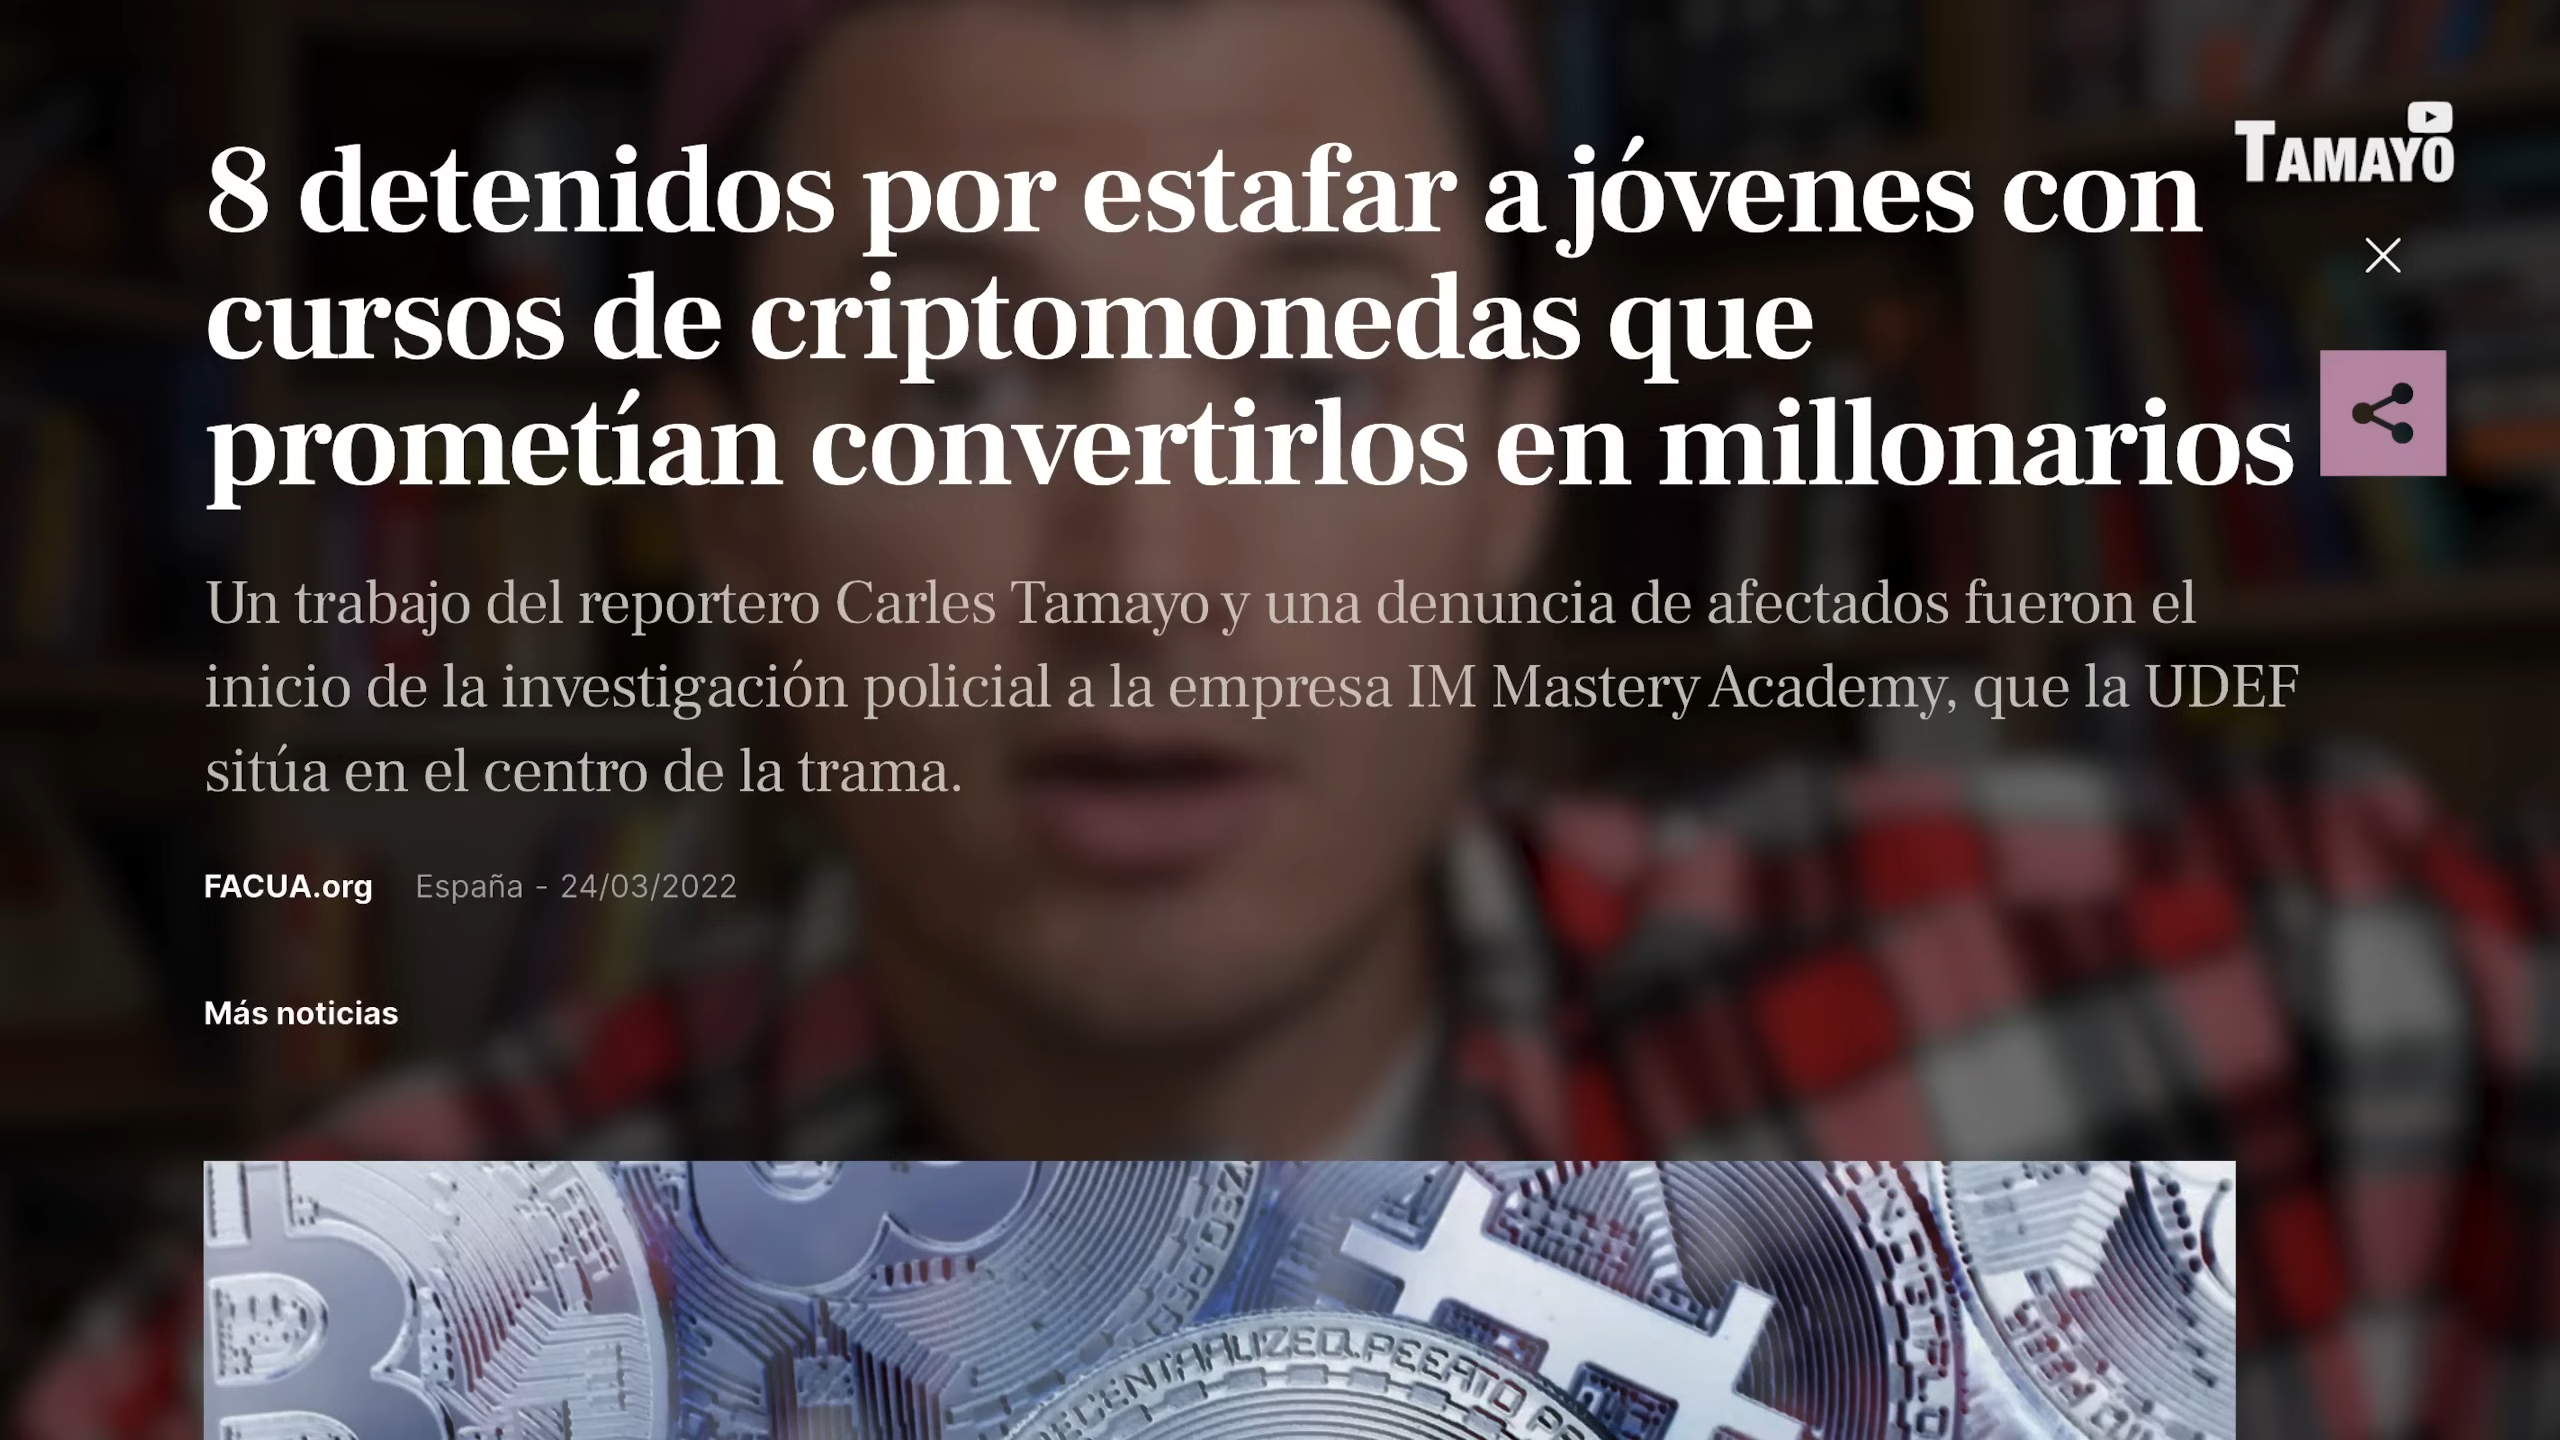 TAMAYO
8 detenidos por estafar a jóvenes con
cursos de criptomonedas que
prometían convertirlos en millonarios
Un trabajo del reportero Carles Tamayo y una denuncia de afectados fueron el
inicio de la investigación policial a la empresa IM Mastery Academy, que la UDEF
sitúa en el centro de la trama.
FACUA.org España - 24/03/2022
Más noticias
DECENTRALIZED.PEER TO PE